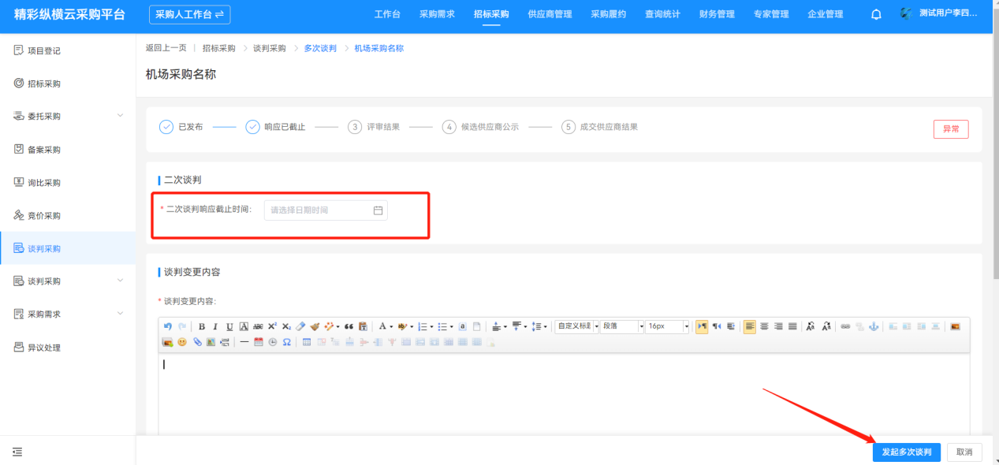 精彩纵横云采购平台 采购人工作台 工作台 采购需求 招标采购 供应商管理 采购履约 查询统计 财务管理 专家管理 企业管理 测试用户李四...
项目登记
招标采购
委托采购
备案采购
询比采购
竞价采购
谈判采购
谈判采购
采购需求
异议处理
返回上一页 | 招标采购 > 谈判采购 > 多次谈判 > 机场采购名称
机场采购名称
已发布 响应已截止 3 评审结果 4 候选供应商公示 5 成交供应商结果 异常
二次谈判
* 二次谈判响应截止时间: 请选择日期时间
谈判变更内容
* 谈判变更内容:
自定义标题 段落 16px
发起多次谈判 取消